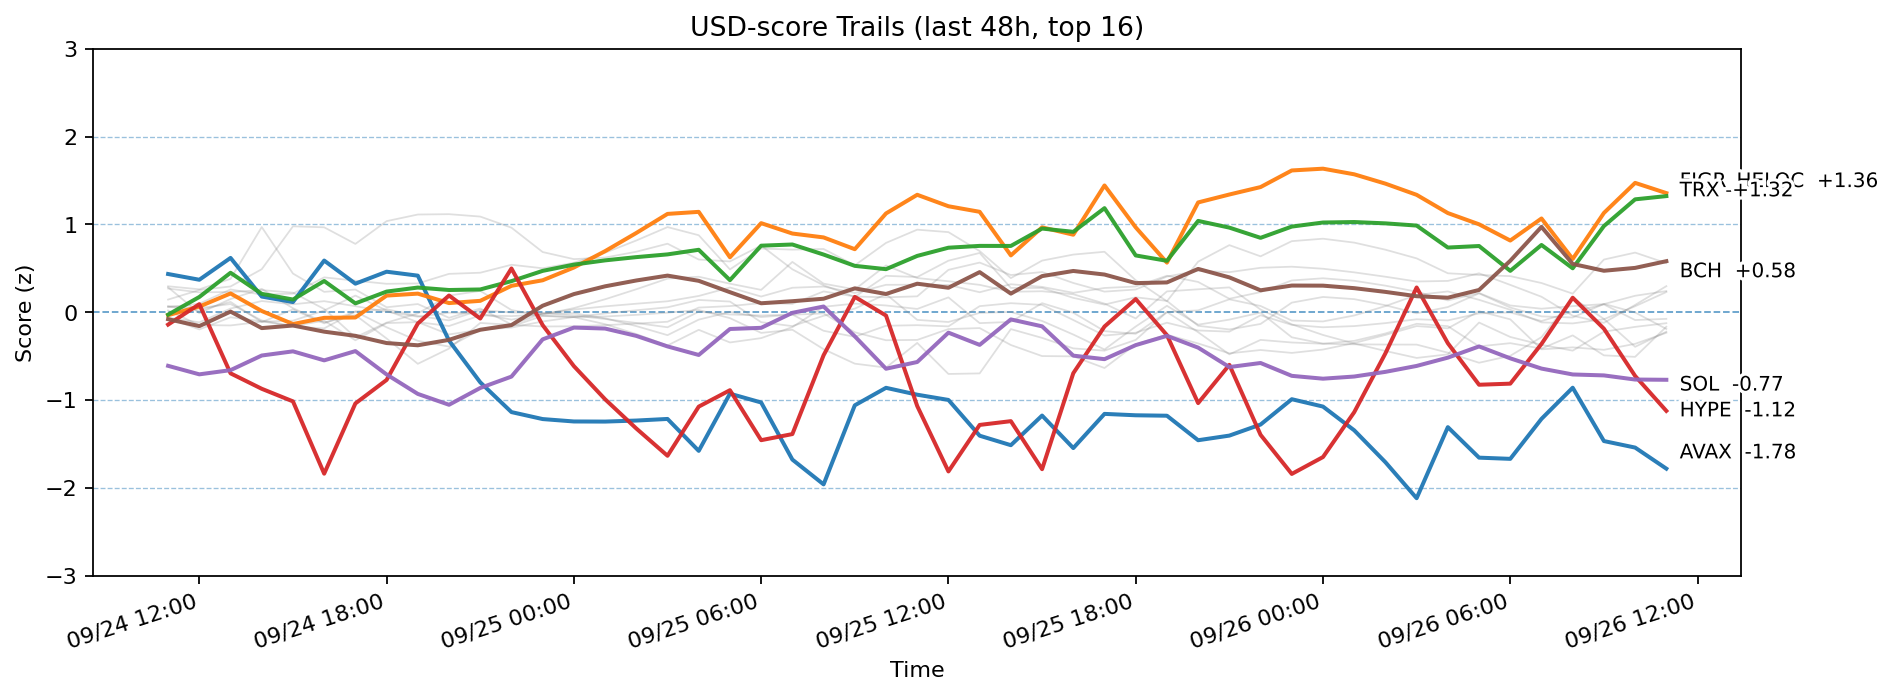 USD-score Trails (last 48h, top 16)
Score (z)
3
2
1
0
−1
−2
−3
+1.36
TRX +1.32
BCH +0.58
SOL -0.77
HYPE -1.12
AVAX -1.78
09/24 12:00
09/24 18:00
09/25 00:00
09/25 06:00
09/25 12:00
09/25 18:00
09/26 00:00
09/26 06:00
09/26 12:00
Time